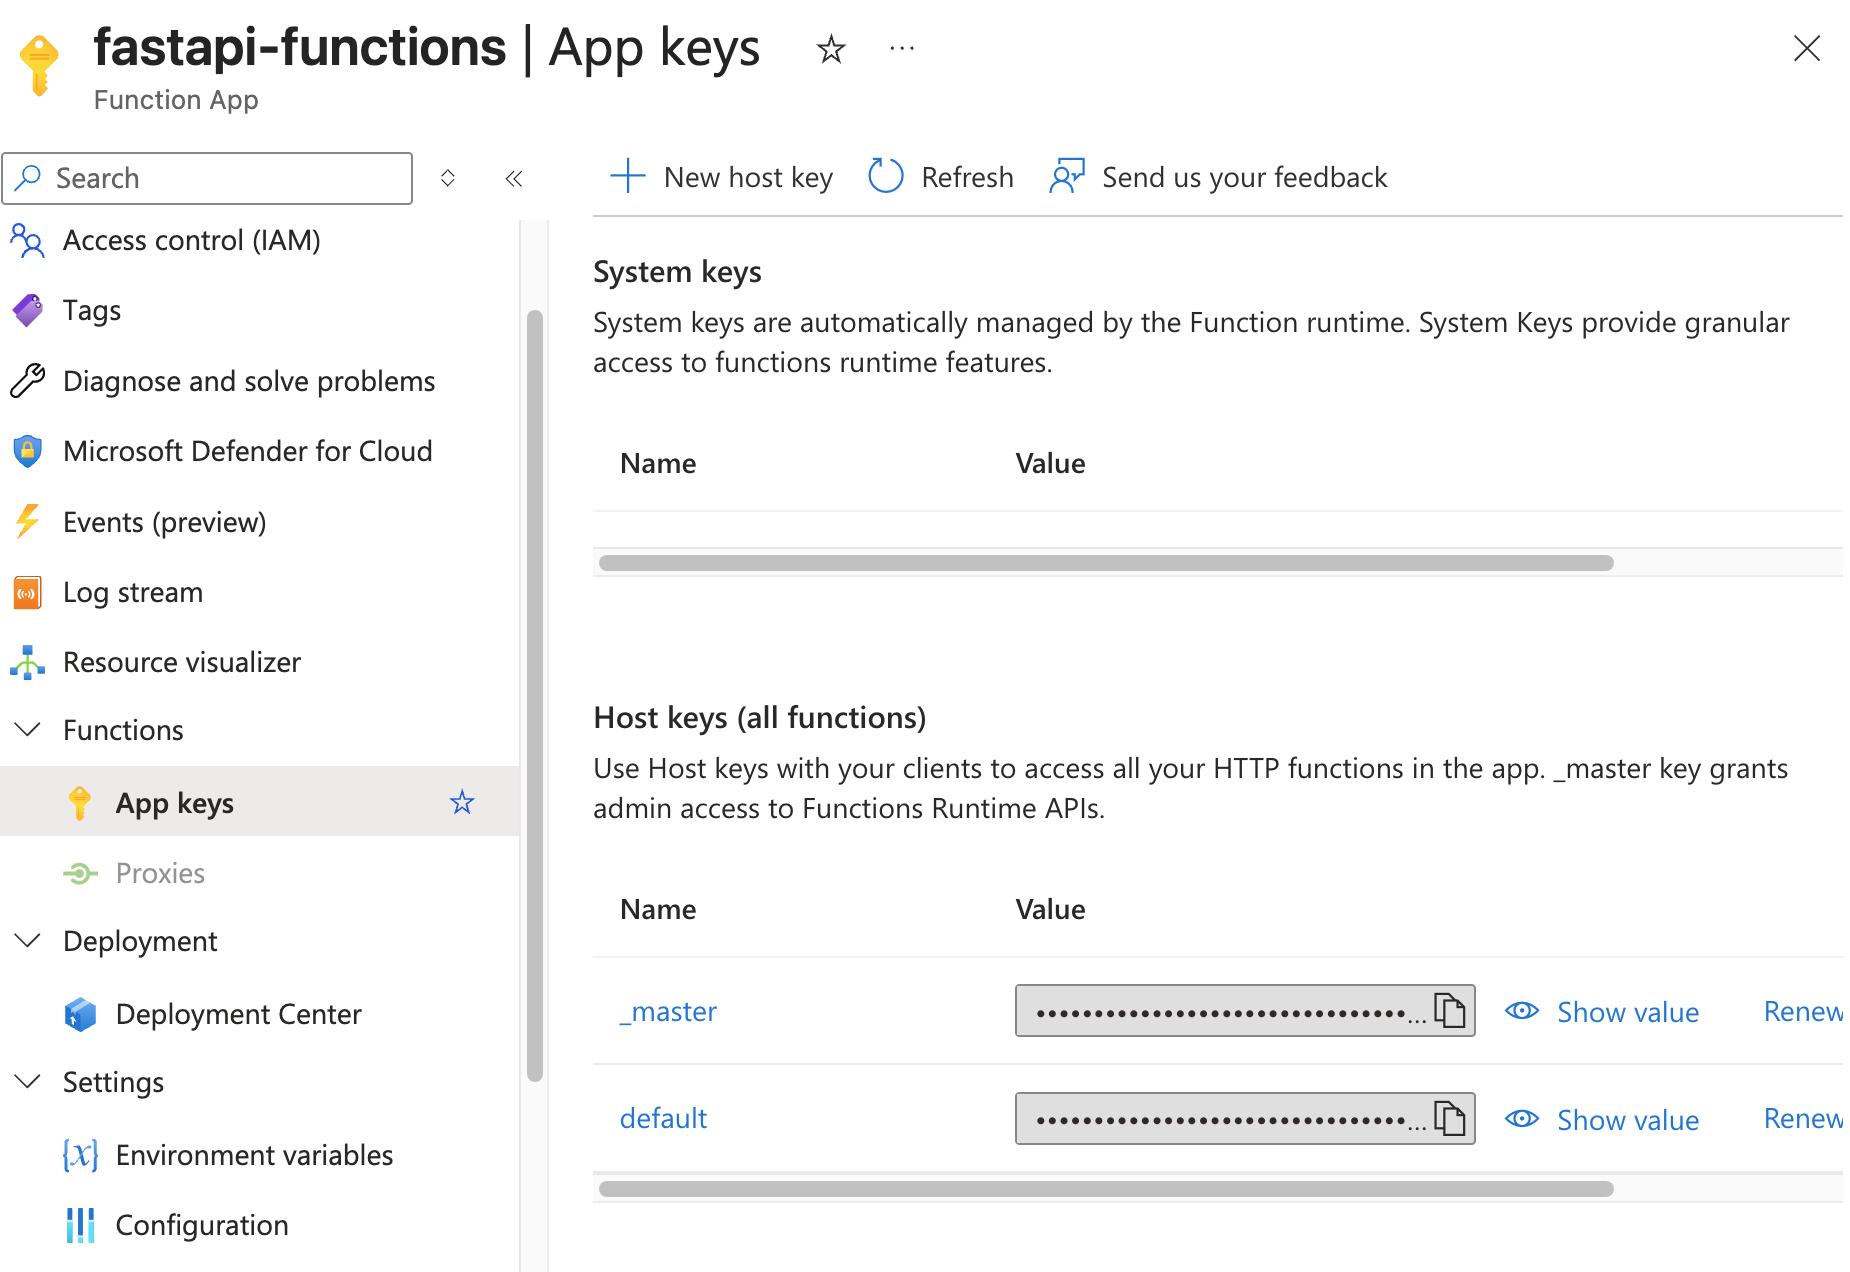 fastapi-functions | App keys
Function App
Search
Access control (IAM)
Tags
Diagnose and solve problems
Microsoft Defender for Cloud
Events (preview)
Log stream
Resource visualizer
Functions
App keys
Proxies
Deployment
Deployment Center
Settings
Environment variables
Configuration
New host key Refresh Send us your feedback
System keys
System keys are automatically managed by the Function runtime. System Keys provide granular
access to functions runtime features.
Name Value
Host keys (all functions)
Use Host keys with your clients to access all your HTTP functions in the app. _master key grants
admin access to Functions Runtime APIs.
Name Value
_master Show value Renew
default Show value Renew